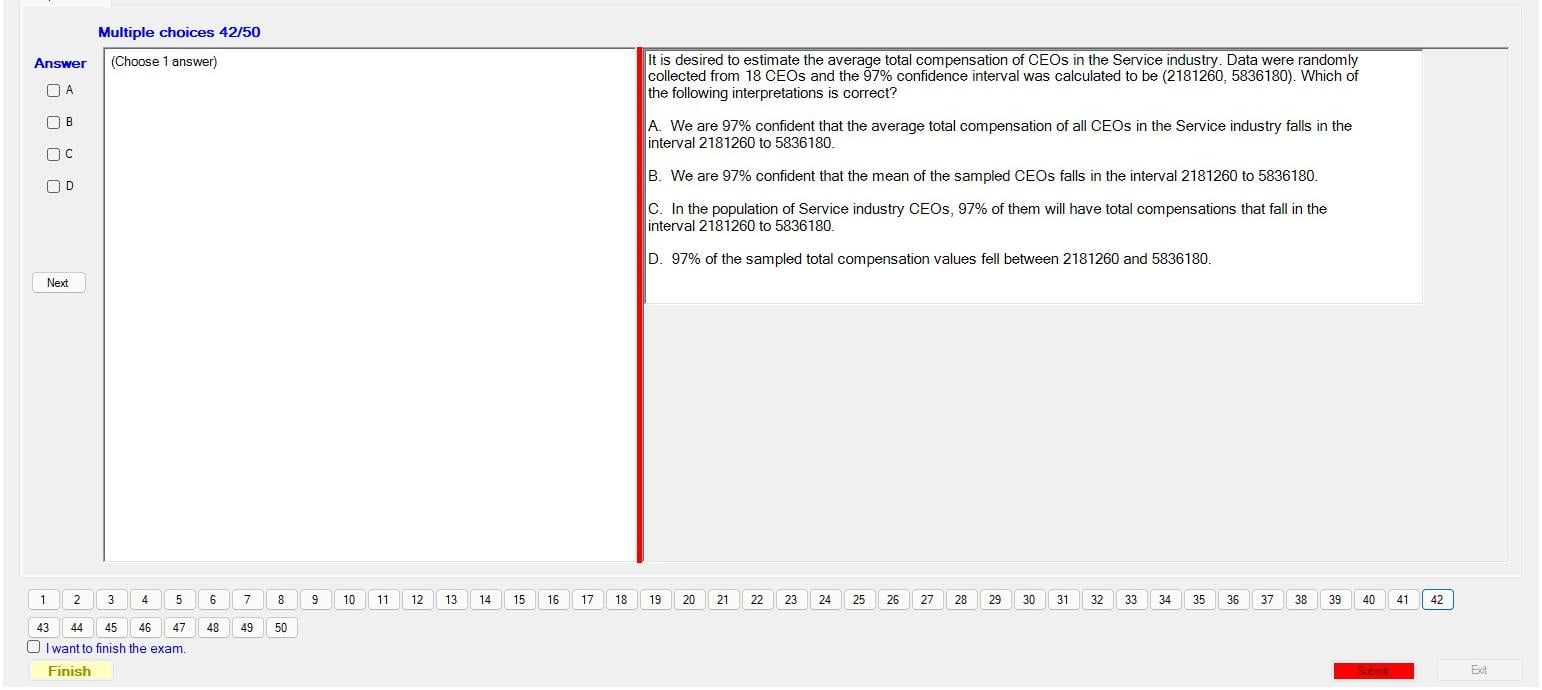 Multiple choices 42/50
Answer
(Choose 1 answer)
A
B
C
D
Next
It is desired to estimate the average total compensation of CEOs in the Service industry. Data were randomly
collected from 18 CEOs and the 97% confidence interval was calculated to be (2181260, 5836180). Which of
the following interpretations is correct?
A. We are 97% confident that the average total compensation of all CEOs in the Service industry falls in the
interval 2181260 to 5836180.
B. We are 97% confident that the mean of the sampled CEOs falls in the interval 2181260 to 5836180.
C. In the population of Service industry CEOs, 97% of them will have total compensations that fall in the
interval 2181260 to 5836180.
D. 97% of the sampled total compensation values fell between 2181260 and 5836180.
1 2 3 4 5 6 7 8 9 10 11 12 13 14 15 16 17 18 19 20 21 22 23 24 25 26 27 28 29 30 31 32 33 34 35 36 37 38 39 40 41 42
43 44 45 46 47 48 49 50
I want to finish the exam.
Finish
Submit
Exit